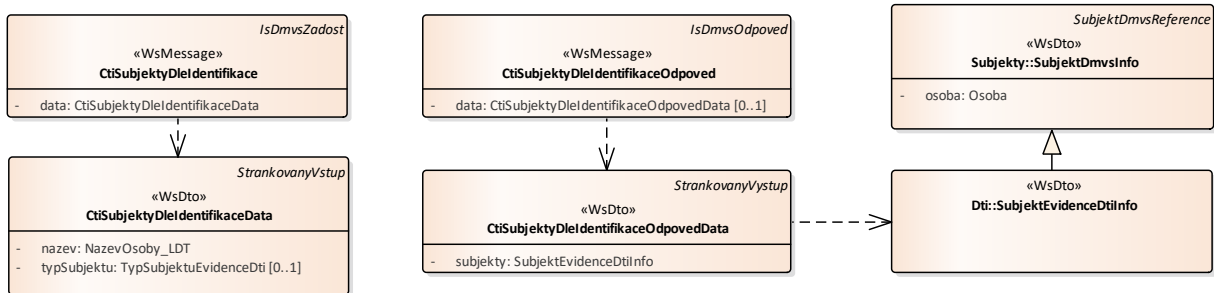 IsDmvsZadost
«WsMessage»
CtiSubjektyDleIdentifikace
- data: CtiSubjektyDleIdentifikaceData
StrankovanyVstup
«WsDto»
CtiSubjektyDleIdentifikaceData
- nazev: NazevOsoby_LDT
- typSubjektu: TypSubjektuEvidenceDti [0..1]
IsDmvsOdpoved
«WsMessage»
CtiSubjektyDleIdentifikaceOdpoved
- data: CtiSubjektyDleIdentifikaceOdpovedData [0..1]
StrankovanyVystup
«WsDto»
CtiSubjektyDleIdentifikaceOdpovedData
- subjekty: SubjektEvidenceDtiInfo
SubjektDmvsReference
«WsDto»
Subjekty::SubjektDmvsInfo
- osoba: Osoba
«WsDto»
Dti::SubjektEvidenceDtiInfo